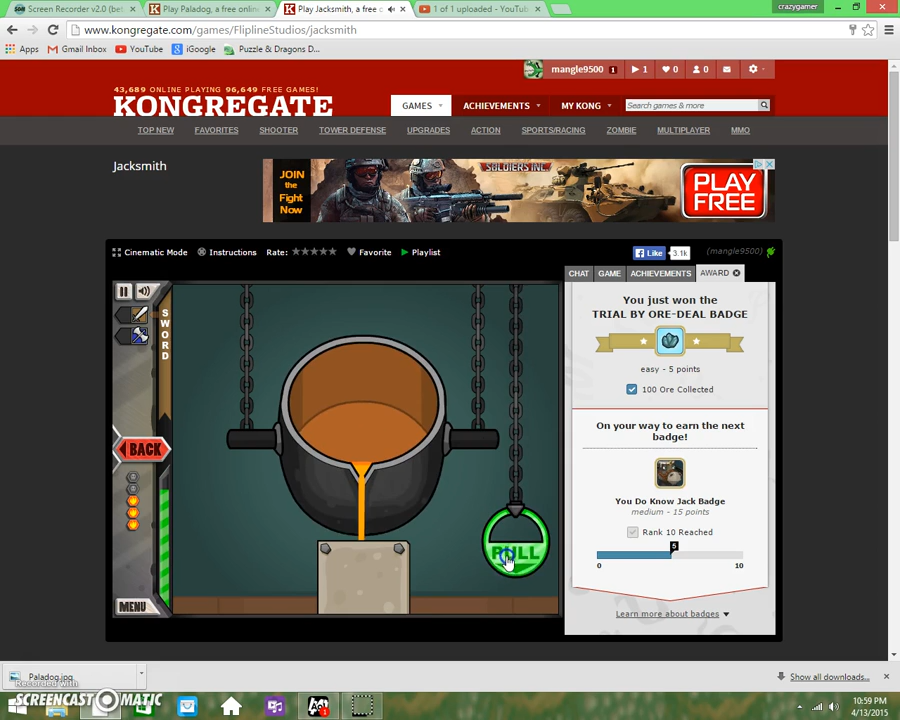 Screen Recorder v2.0 (bet
Play Paladog, a free onlin
Play Jacksmith, a free o
1 of 1 uploaded - YouTub
crazygamer
www.kongregate.com/games/FliplineStudios/jacksmith
Apps
Gmail Inbox
YouTube
iGoogle
Puzzle & Dragons D...
mangle9500 1
1
0
0
43,689 ONLINE PLAYING 96,649 FREE GAMES!
KONGREGATE
GAMES
ACHIEVEMENTS
MY KONG
Search games & more
TOP NEW
FAVORITES
SHOOTER
TOWER DEFENSE
UPGRADES
ACTION
SPORTS/RACING
ZOMBIE
MULTIPLAYER
MMO
Jacksmith
JOIN
the
Fight
Now
SOLDIERS INC.
PLAY
FREE
Cinematic Mode
Instructions
Rate:
Favorite
Playlist
Like
3.1k
(mangle9500)
CHAT
GAME
ACHIEVEMENTS
AWARD
You just won the
TRIAL BY ORE-DEAL BADGE
easy - 5 points
100 Ore Collected
On your way to earn the next
badge!
You Do Know Jack Badge
medium - 15 points
Rank 10 Reached
5
0
10
Learn more about badges
SWORD
BACK
MENU
PULL
Paladog.jpg
Show all downloads...
Recorded with
SCREENCAST-O-MATIC
10:59 PM
4/13/2015